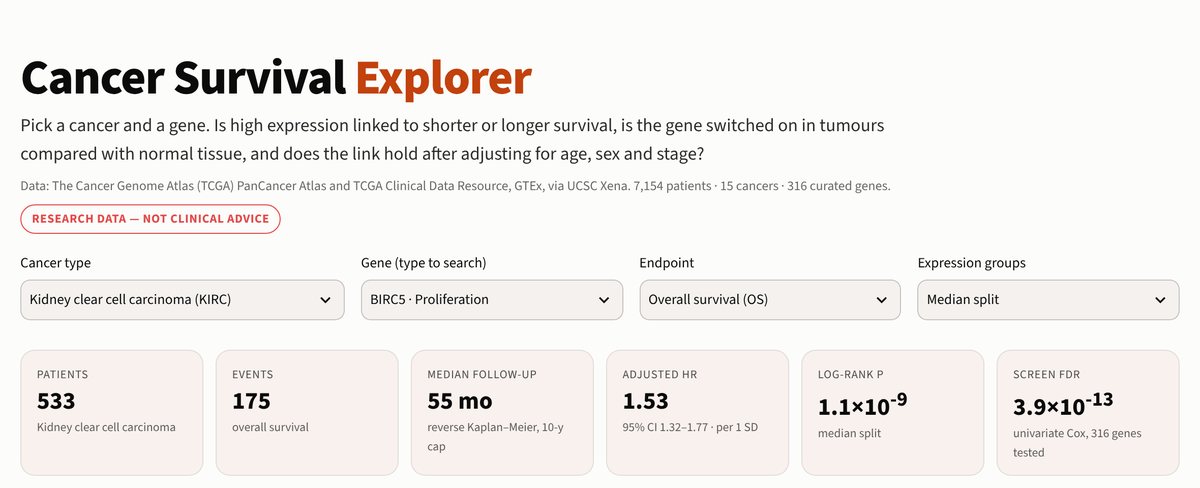 Cancer Survival Explorer
Pick a cancer and a gene. Is high expression linked to shorter or longer survival, is the gene switched on in tumours
compared with normal tissue, and does the link hold after adjusting for age, sex and stage?
Data: The Cancer Genome Atlas (TCGA) PanCancer Atlas and TCGA Clinical Data Resource, GTEx, via UCSC Xena. 7,154 patients · 15 cancers · 316 curated genes.
RESEARCH DATA — NOT CLINICAL ADVICE
Cancer type
Gene (type to search)
Endpoint
Expression groups
Kidney clear cell carcinoma (KIRC)
BIRC5 · Proliferation
Overall survival (OS)
Median split
PATIENTS
533
Kidney clear cell carcinoma
EVENTS
175
overall survival
MEDIAN FOLLOW-UP
55 mo
reverse Kaplan–Meier, 10-y
cap
ADJUSTED HR
1.53
95% CI 1.32–1.77 · per 1 SD
LOG-RANK P
1.1×10⁻⁹
median split
SCREEN FDR
3.9×10⁻¹³
univariate Cox, 316 genes
tested